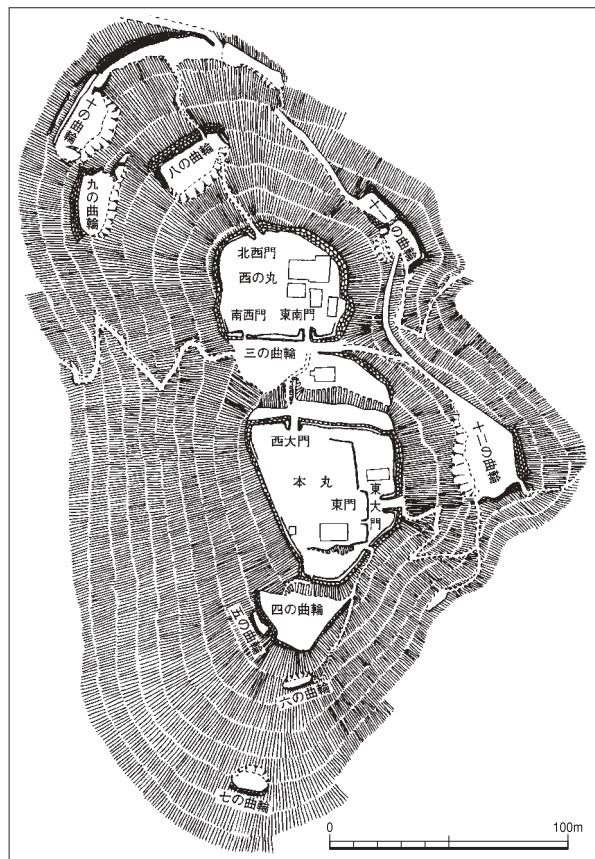 十の曲輪
九の曲輪
八の曲輪
十一の曲輪
北西門
西の丸
南西門
東南門
三の曲輪
十二の曲輪
西大門
本丸
東門
東大門
四の曲輪
五の曲輪
六の曲輪
七の曲輪
0
100m